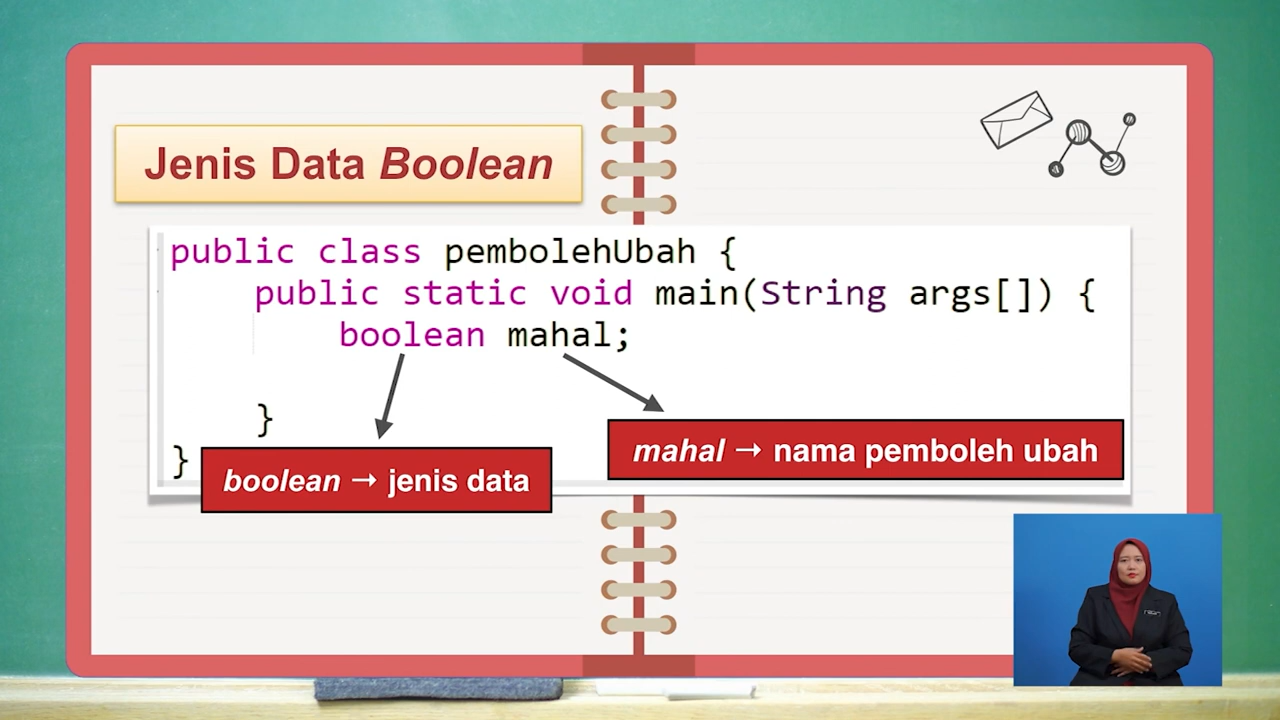 Jenis Data Boolean
public class pembolehUbah {
public static void main(String args[]) {
boolean mahal;
}
}
boolean → jenis data
mahal → nama pemboleh ubah